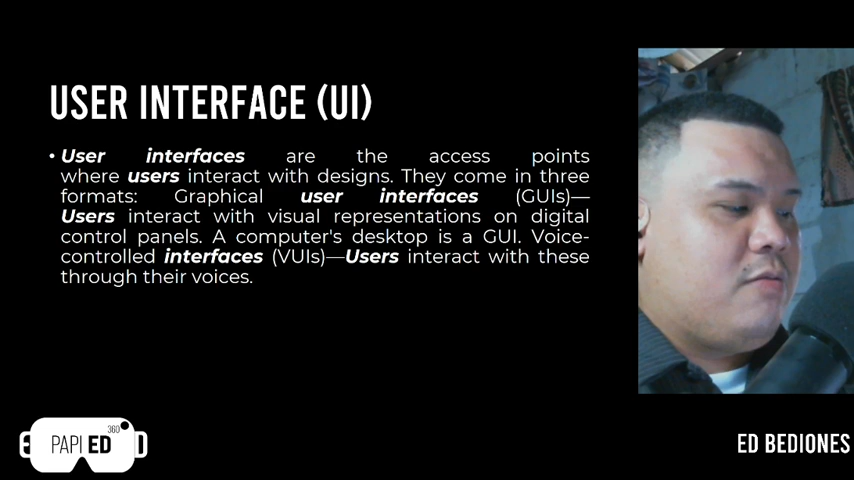 USER INTERFACE (UI)
• User interfaces are the access points
where users interact with designs. They come in three
formats: Graphical user interfaces (GUIs)—
Users interact with visual representations on digital
control panels. A computer's desktop is a GUI. Voice-
controlled interfaces (VUIs)—Users interact with these
through their voices.
360
PAPI ED
ED BEDIONES